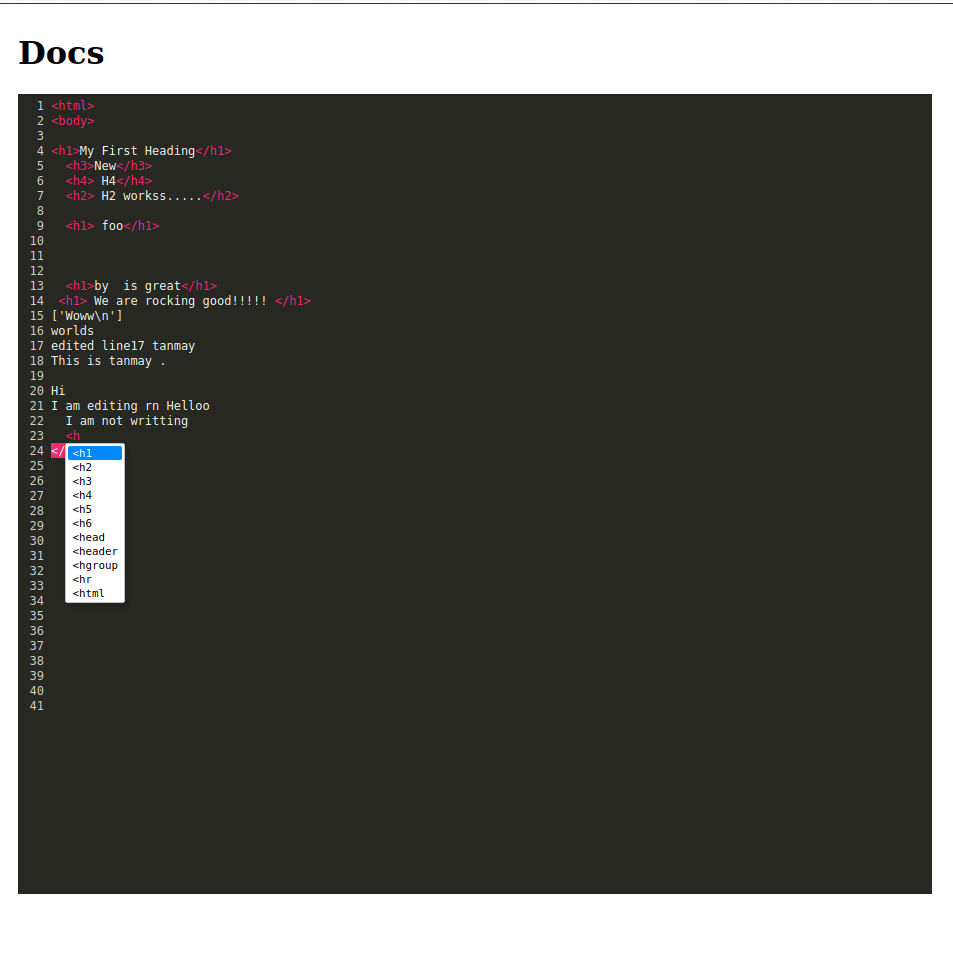 Docs
1 <html>
2 <body>
3
4 <h1>My First Heading</h1>
5   <h3>New</h3>
6   <h4> H4</h4>
7   <h2> H2 workss.....</h2>
8
9   <h1> foo</h1>
10
11
12
13   <h1>by  is great</h1>
14  <h1> We are rocking good!!!!! </h1>
15 ['Woww\n']
16 worlds
17 edited line17 tanmay
18 This is tanmay .
19
20 Hi
21 I am editing rn Helloo
22   I am not writting
23   <h
24 </
25
26
27
28
29
30
31
32
33
34
35
36
37
38
39
40
41
<h1
<h2
<h3
<h4
<h5
<h6
<head
<header
<hgroup
<hr
<html